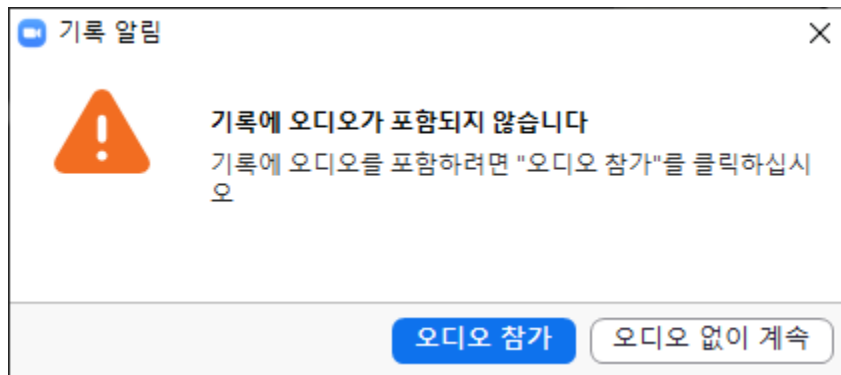 기록 알림
기록에 오디오가 포함되지 않습니다
기록에 오디오를 포함하려면 "오디오 참가"를 클릭하십시
오
오디오 참가
오디오 없이 계속